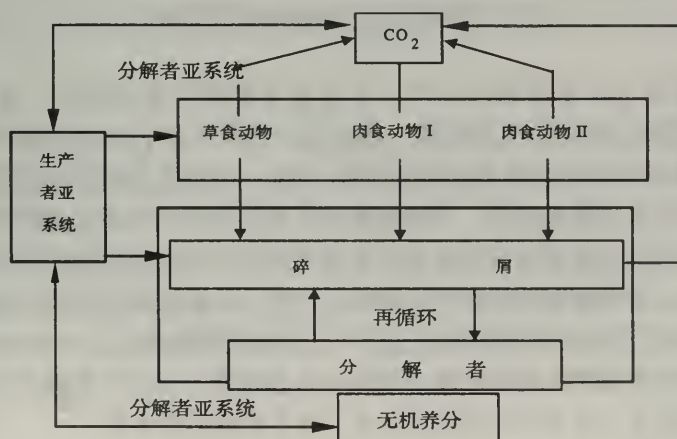 CO₂
分解者亚系统
草食动物 肉食动物 I 肉食动物 II
生产
者亚
系统
碎 屑
再循环
分 解 者
分解者亚系统
无机养分